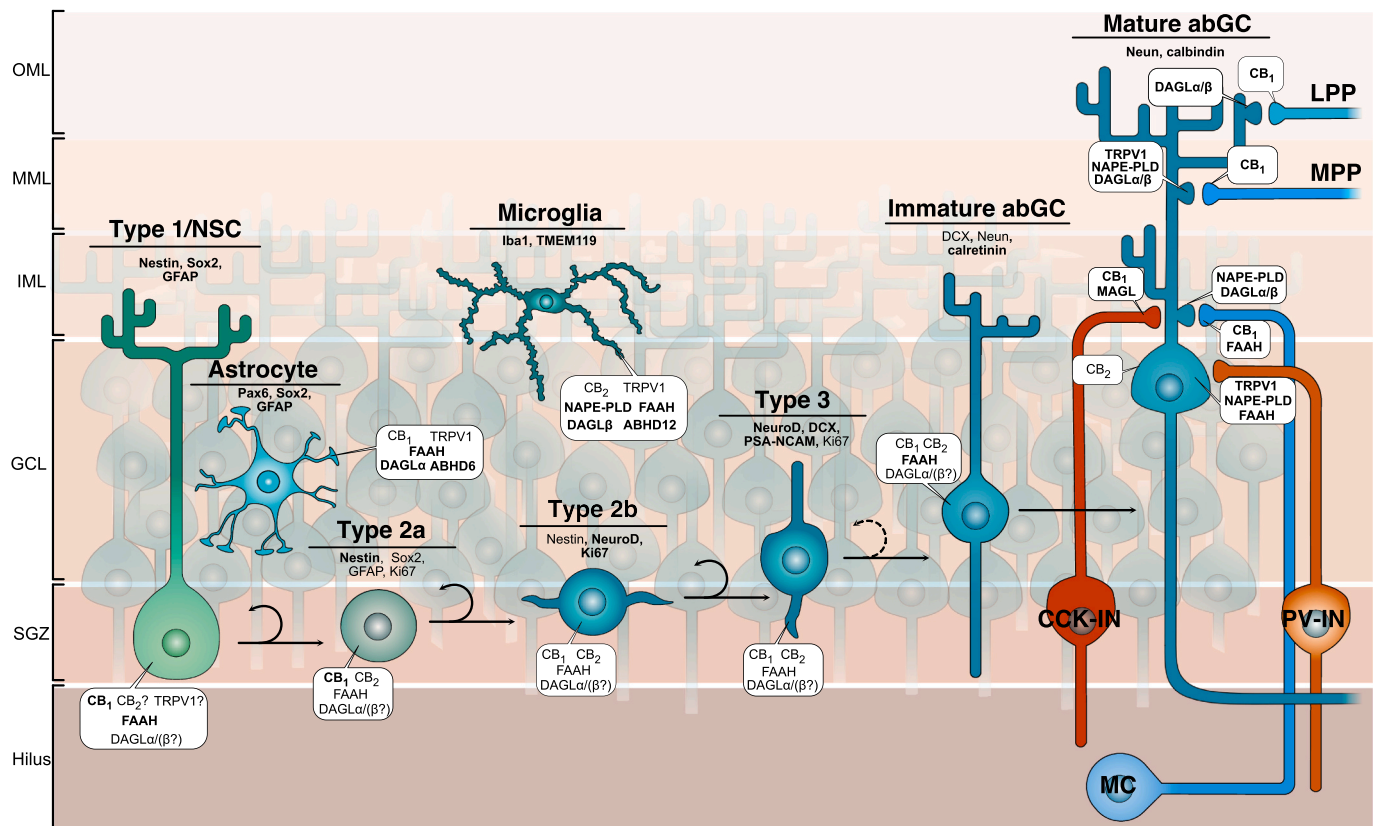 OML
MML
IML
GCL
SGZ
Hilus
Type 1/NSC
Nestin, Sox2,
GFAP
CB1 CB2? TRPV1?
FAAH
DAGLα/(β?)
Astrocyte
Pax6, Sox2,
GFAP
CB1 TRPV1
FAAH
DAGLα ABHD6
Type 2a
Nestin, Sox2,
GFAP, Ki67
CB1 CB2
FAAH
DAGLα/(β?)
Microglia
Iba1, TMEM119
CB2 TRPV1
NAPE-PLD FAAH
DAGLβ ABHD12
Type 2b
Nestin, NeuroD,
Ki67
CB1 CB2
FAAH
DAGLα/(β?)
Type 3
NeuroD, DCX,
PSA-NCAM, Ki67
CB1 CB2
FAAH
DAGLα/(β?)
Immature abGC
DCX, Neun,
calretinin
CB1 CB2
FAAH
DAGLα/(β?)
Mature abGC
Neun, calbindin
DAGLα/β
CB1
LPP
TRPV1
NAPE-PLD
DAGLα/β
CB1
MPP
CB1
MAGL
NAPE-PLD
DAGLα/β
CB1
FAAH
CB2
TRPV1
NAPE-PLD
FAAH
CCK-IN
PV-IN
MC